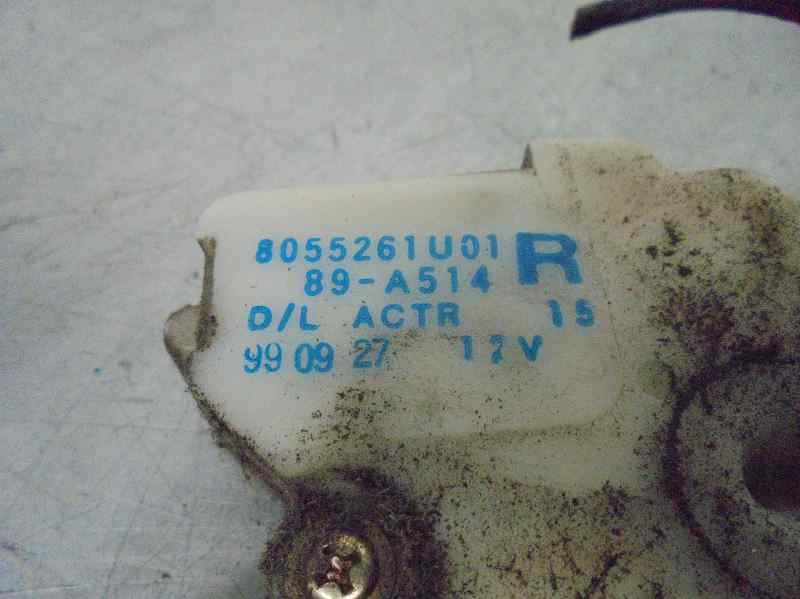 8055261U01 R
89-A514
D/L ACTR 15
99 09 27 12V